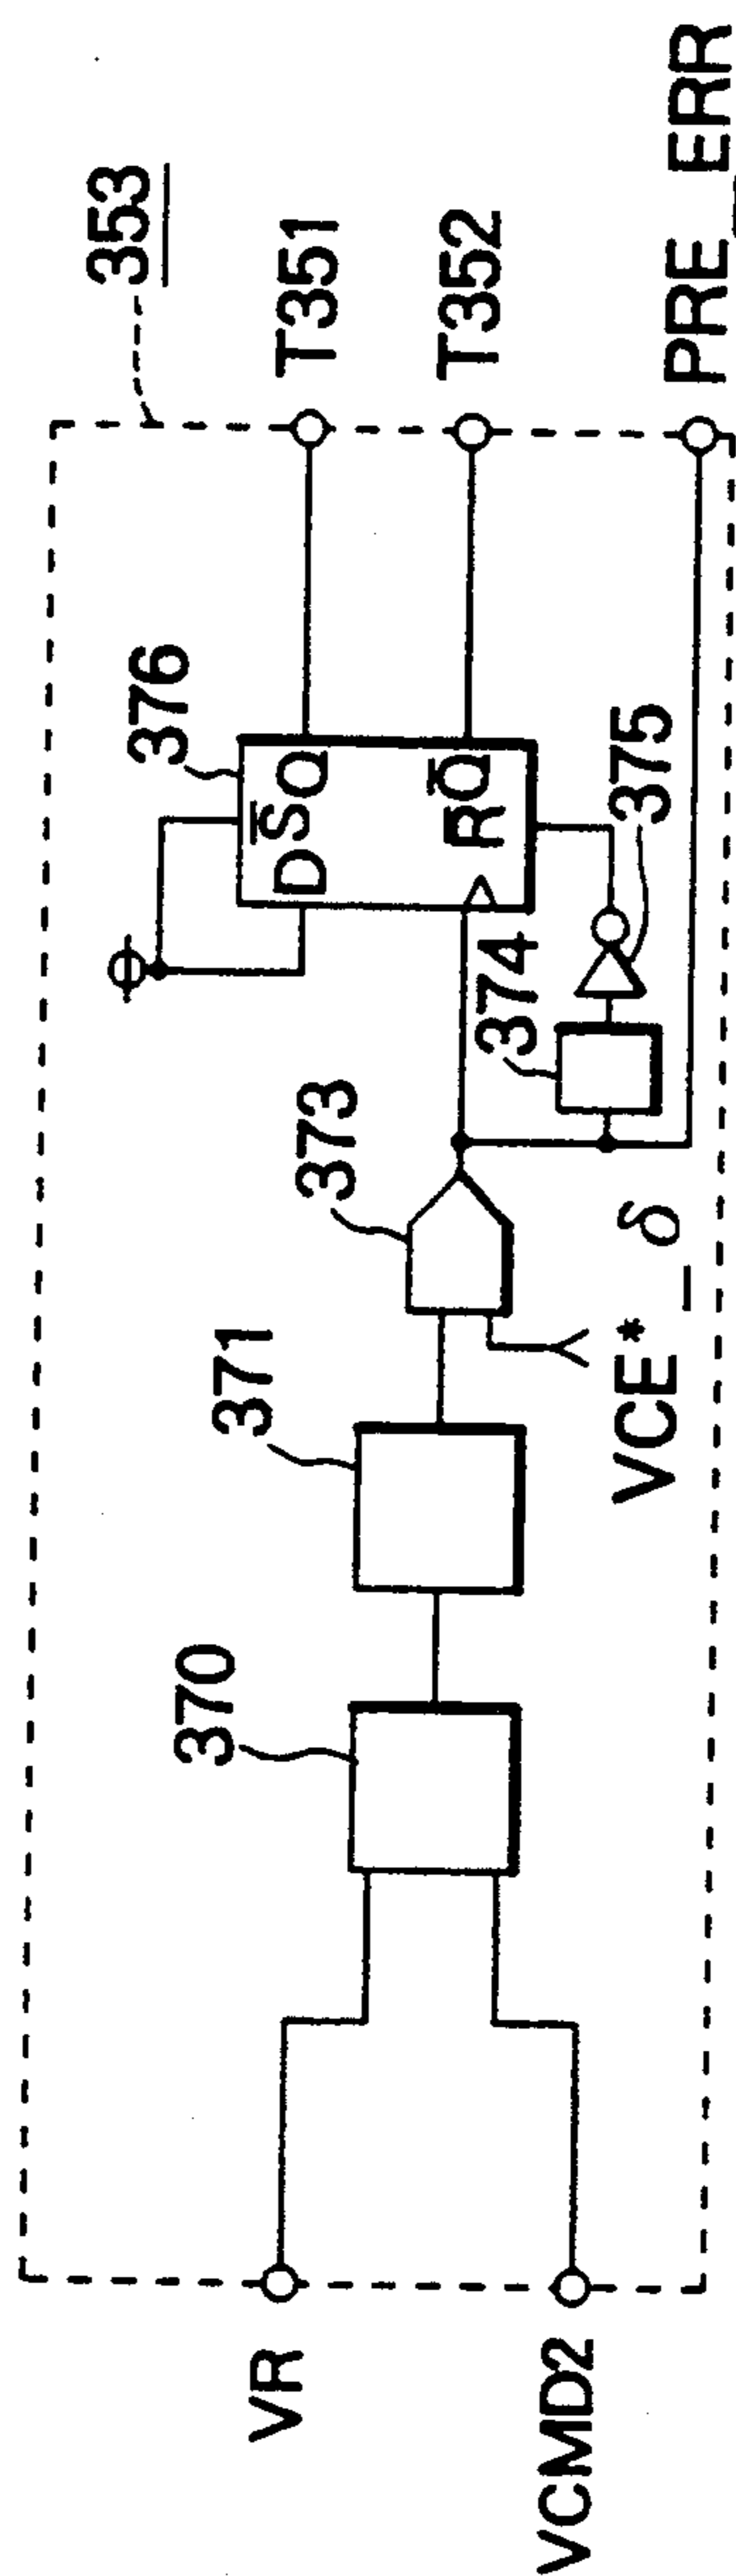 353
376
D S̅ Q
R̅ Q̅
T351
T352
PRE_ERR
373
374
375
371
370
VCE*_δ
VR
VCMD2